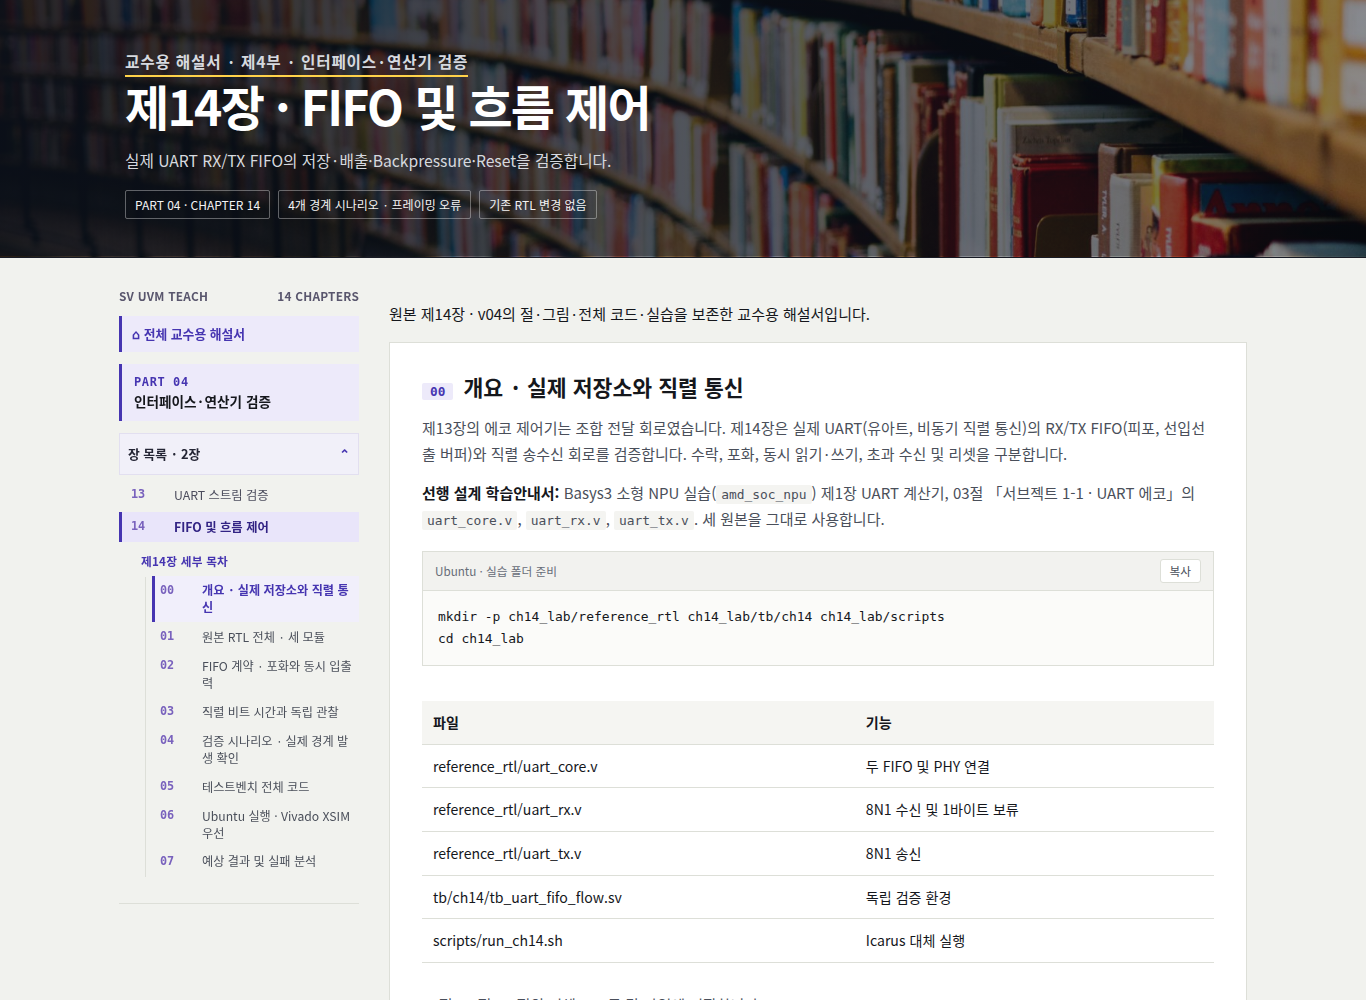 교수용 해설서 · 제4부 · 인터페이스·연산기 검증
제14장 · FIFO 및 흐름 제어
실제 UART RX/TX FIFO의 저장·배출·Backpressure·Reset을 검증합니다.
PART 04 · CHAPTER 14
4개 경계 시나리오 · 프레이밍 오류
기존 RTL 변경 없음
SV UVM TEACH
14 CHAPTERS
⌂ 전체 교수용 해설서
PART 04
인터페이스·연산기 검증
장 목록 · 2장
13 UART 스트림 검증
14 FIFO 및 흐름 제어
제14장 세부 목차
00 개요 · 실제 저장소와 직렬 통
신
01 원본 RTL 전체 · 세 모듈
02 FIFO 계약 · 포화와 동시 입출
력
03 직렬 비트 시간과 독립 관찰
04 검증 시나리오 · 실제 경계 발
생 확인
05 테스트벤치 전체 코드
06 Ubuntu 실행 · Vivado XSIM
우선
07 예상 결과 및 실패 분석
원본 제14장 · v04의 절·그림·전체 코드·실습을 보존한 교수용 해설서입니다.
00 개요 · 실제 저장소와 직렬 통신
제13장의 에코 제어기는 조합 전달 회로였습니다. 제14장은 실제 UART(유아트, 비동기 직렬 통신)의 RX/TX FIFO(피포, 선입선
출 버퍼)와 직렬 송수신 회로를 검증합니다. 수락, 포화, 동시 읽기·쓰기, 초과 수신 및 리셋을 구분합니다.
선행 설계 학습안내서: Basys3 소형 NPU 실습( amd_soc_npu ) 제1장 UART 계산기, 03절 「서브젝트 1-1 · UART 에코」의
uart_core.v , uart_rx.v , uart_tx.v . 세 원본을 그대로 사용합니다.
Ubuntu · 실습 폴더 준비
복사
mkdir -p ch14_lab/reference_rtl ch14_lab/tb/ch14 ch14_lab/scripts
cd ch14_lab
파일 기능
reference_rtl/uart_core.v 두 FIFO 및 PHY 연결
reference_rtl/uart_rx.v 8N1 수신 및 1바이트 보류
reference_rtl/uart_tx.v 8N1 송신
tb/ch14/tb_uart_fifo_flow.sv 독립 검증 환경
scripts/run_ch14.sh Icarus 대체 실행